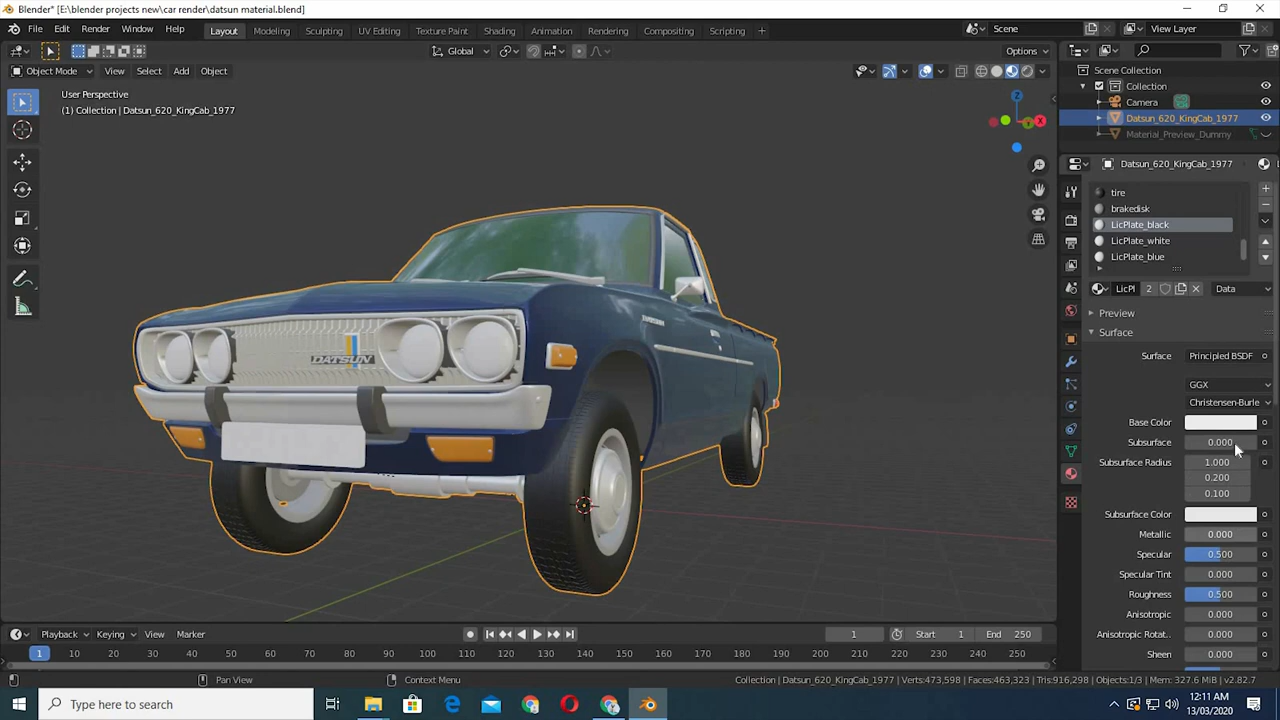 Blender* [E:\blender projects new\car render\datsun material.blend]
File Edit Render Window Help
Layout Modeling Sculpting UV Editing Texture Paint Shading Animation Rendering Compositing Scripting +
Scene
View Layer
Global
Options
Object Mode View Select Add Object
User Perspective
(1) Collection | Datsun_620_KingCab_1977
Z
X
Scene Collection
Collection
Camera
Datsun_620_KingCab_1977
Material_Preview_Dummy
Datsun_620_KingCab_1977
tire
brakedisk
LicPlate_black
LicPlate_white
LicPlate_blue
LicPl 2 Data
Preview
Surface
Surface Principled BSDF
GGX
Christensen-Burle
Base Color
Subsurface 0.000
Subsurface Radius 1.000
0.200
0.100
Subsurface Color
Metallic 0.000
Specular 0.500
Specular Tint 0.000
Roughness 0.500
Anisotropic 0.000
Anisotropic Rotat.. 0.000
Sheen 0.000
DATSUN
Playback Keying View Marker
1 Start 1 End 250
1 10 20 30 40 50 60 70 80 90 100 110 120 130 140 150 160 170 180 190 200 210 220 230 240 250
Pan View
Context Menu
Collection | Datsun_620_KingCab_1977 | Verts:473,598 | Faces:463,323 | Tris:916,298 | Objects:1/3 | Mem: 327.6 MiB | v2.82.7
Type here to search
12:11 AM
13/03/2020